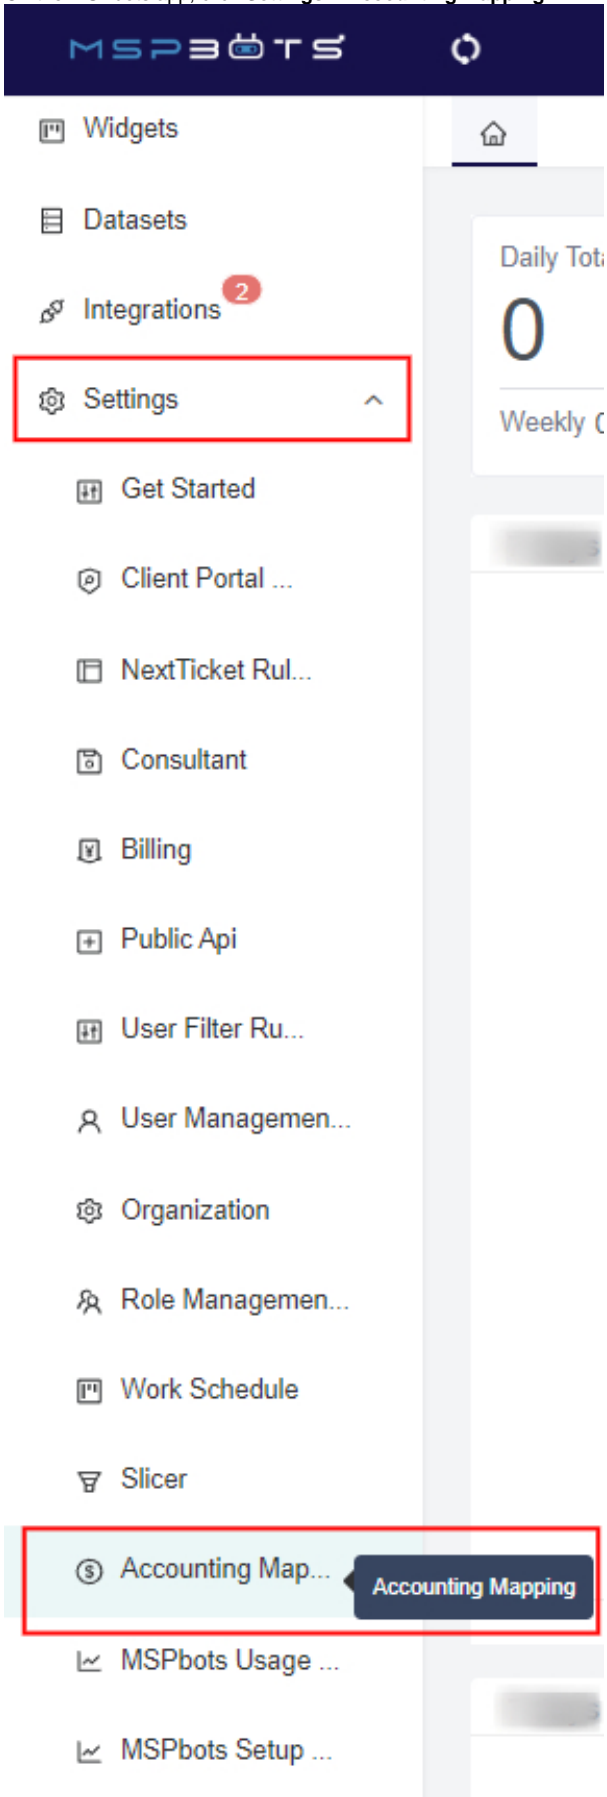 MSPBOTS
Widgets
Datasets
Daily Tota
Integrations 2
0
Settings
Weekly
Get Started
Client Portal ...
NextTicket Rul...
Consultant
Billing
Public Api
User Filter Ru...
User Managemen...
Organization
Role Managemen...
Work Schedule
Slicer
Accounting Map...
Accounting Mapping
MSPbots Usage ...
MSPbots Setup ...